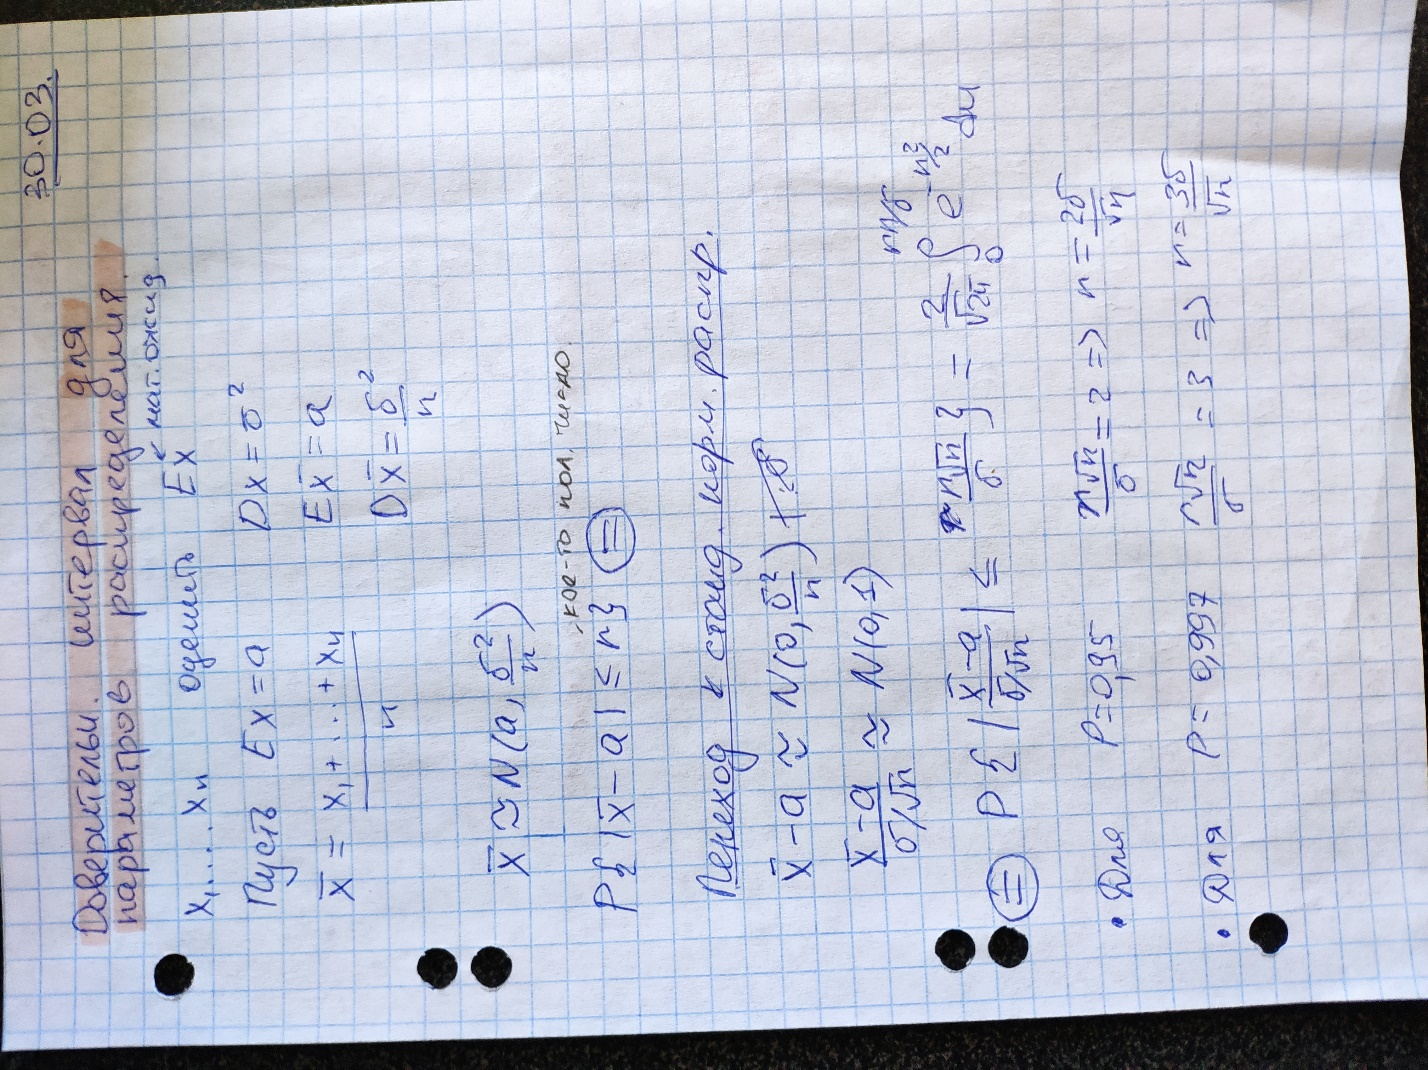 30.03.
Доверительн. интервал для
параметров распределения
x₁, ... xₙ оценить Ex мат. ожид.
Пусть Ex = a Dx = σ²
x̄ = (x₁ + ... + xₙ)/n Ex̄ = a
Dx̄ = σ²/n
x̄ ≈ N(a, σ²/n)
кое-то пол. число.
P{|x̄ - a| ≤ r} (=)
Переход к станд. норм. распр.
x̄ - a ≈ N(0, σ²/n)
(x̄ - a)/(σ/√n) ≈ N(0, 1)
(=) P{|(x̄ - a)/(σ/√n)| ≤ r√n/σ} = 2/√2π ∫₀^(r√n/σ) e^(-u²/2) du
• Для P = 0,95 r√n/σ = 2 => r = 2σ/√n
• Для P = 0,997 r√n/σ = 3 => r = 3σ/√n